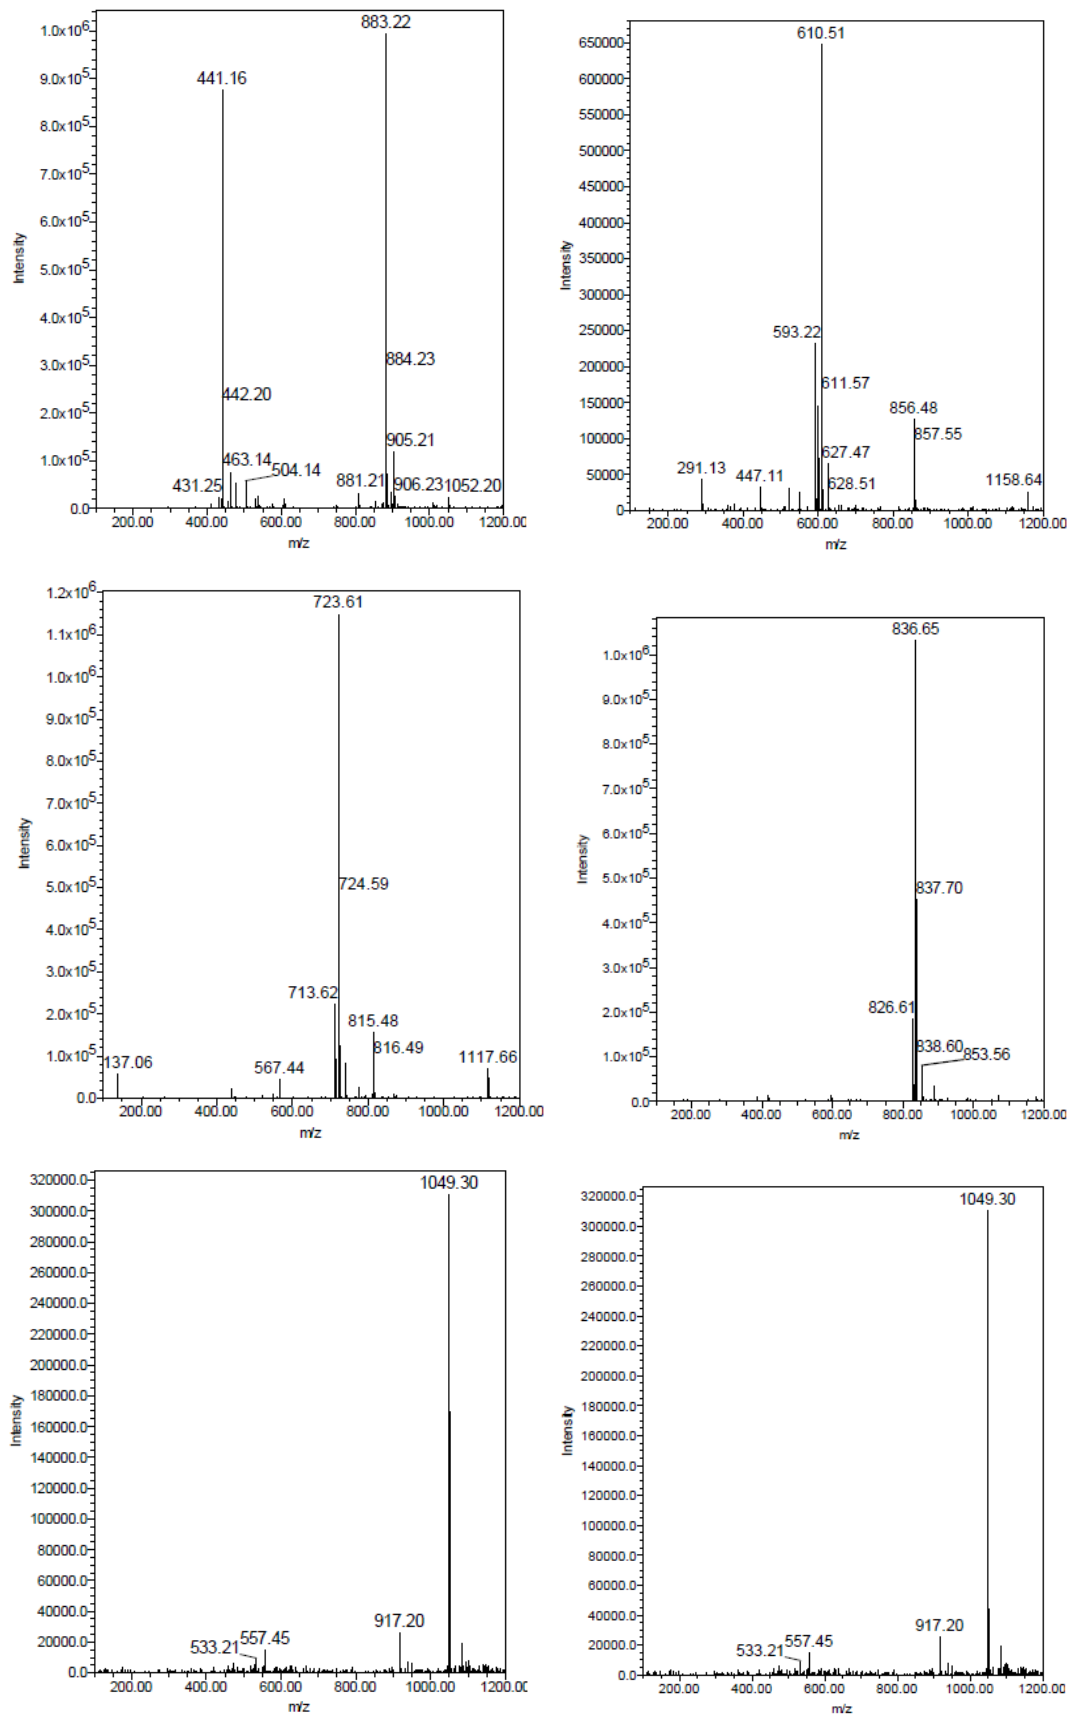 883.22
1.0x10^6
9.0x10^5
441.16
8.0x10^5
7.0x10^5
6.0x10^5
5.0x10^5
4.0x10^5
884.23
3.0x10^5
442.20
2.0x10^5
905.21
463.14
504.14
1.0x10^5
431.25
881.21
906.23
1052.20
0.0
200.00
400.00
600.00
800.00
1000.00
1200.00
m/z
Intensity
610.51
650000
600000
550000
500000
450000
400000
350000
300000
250000
593.22
200000
611.57
150000
856.48
857.55
100000
627.47
50000
291.13
447.11
628.51
1158.64
0
200.00
400.00
600.00
800.00
1000.00
1200.00
m/z
Intensity
1.2x10^6
723.61
1.1x10^6
1.0x10^6
9.0x10^5
8.0x10^5
7.0x10^5
6.0x10^5
5.0x10^5
724.59
4.0x10^5
3.0x10^5
713.62
2.0x10^5
815.48
816.49
1.0x10^5
137.06
567.44
1117.66
0.0
200.00
400.00
600.00
800.00
1000.00
1200.00
m/z
Intensity
836.65
1.0x10^6
9.0x10^5
8.0x10^5
7.0x10^5
6.0x10^5
5.0x10^5
837.70
4.0x10^5
3.0x10^5
826.61
2.0x10^5
838.60
853.56
1.0x10^5
0.0
200.00
400.00
600.00
800.00
1000.00
1200.00
m/z
Intensity
320000.0
1049.30
300000.0
280000.0
260000.0
240000.0
220000.0
200000.0
180000.0
160000.0
140000.0
120000.0
100000.0
80000.0
60000.0
40000.0
917.20
20000.0
533.21
557.45
0.0
200.00
400.00
600.00
800.00
1000.00
1200.00
m/z
Intensity
320000.0
1049.30
300000.0
280000.0
260000.0
240000.0
220000.0
200000.0
180000.0
160000.0
140000.0
120000.0
100000.0
80000.0
60000.0
40000.0
917.20
20000.0
533.21
557.45
0.0
200.00
400.00
600.00
800.00
1000.00
1200.00
m/z
Intensity